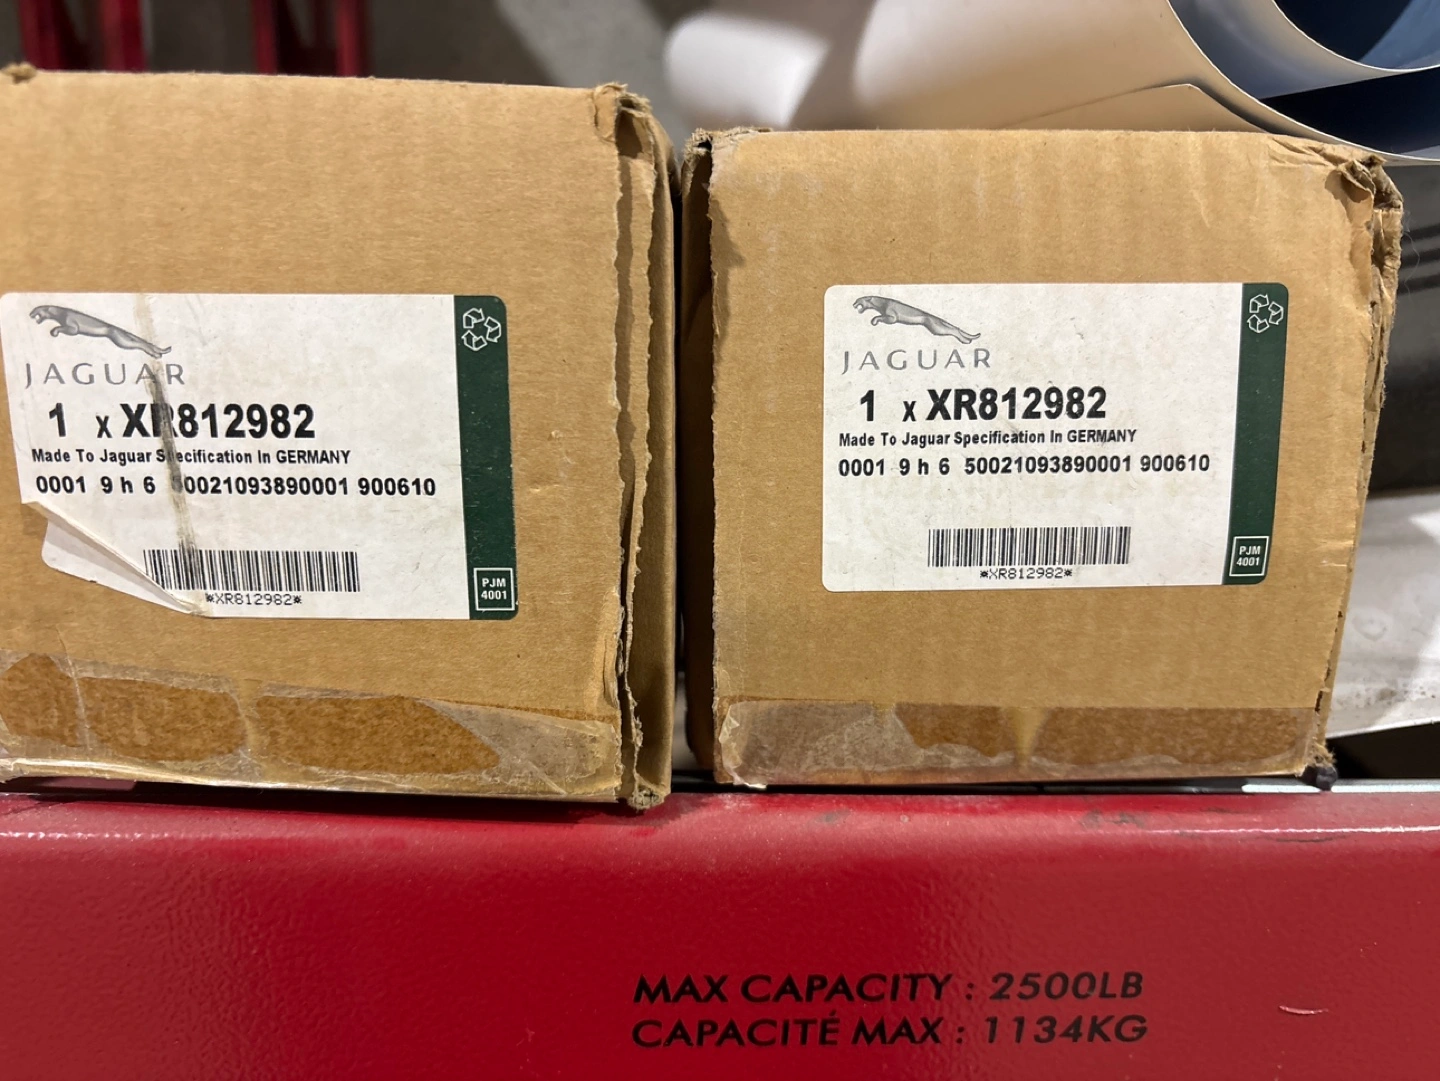 JAGUAR
1 x XR812982
Made To Jaguar Specification In GERMANY
0001 9 h 6 50021093890001 900610
*XR812982*
PJM
4001
JAGUAR
1 x XR812982
Made To Jaguar Specification In GERMANY
0001 9 h 6 50021093890001 900610
*XR812982*
PJM
4001
MAX CAPACITY : 2500LB
CAPACITÉ MAX : 1134KG